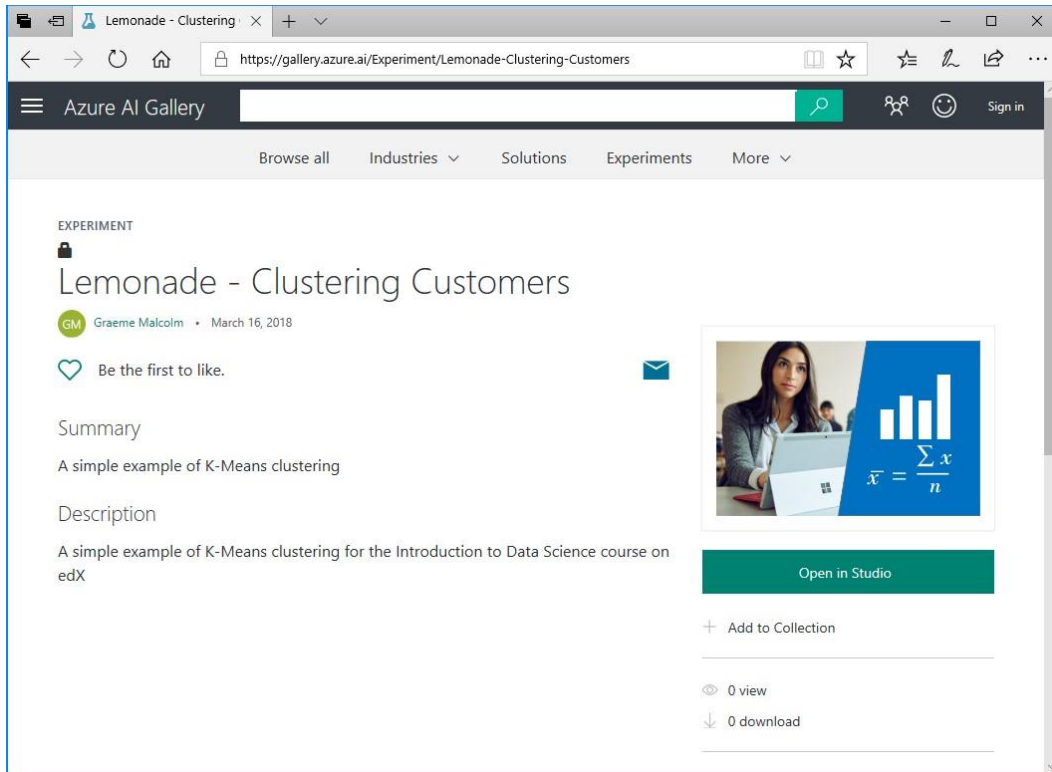 Lemonade - Clustering
https://gallery.azure.ai/Experiment/Lemonade-Clustering-Customers
Azure AI Gallery
Sign in
Browse all Industries Solutions Experiments More
EXPERIMENT
Lemonade - Clustering Customers
GM Graeme Malcolm • March 16, 2018
Be the first to like.
Summary
A simple example of K-Means clustering
Description
A simple example of K-Means clustering for the Introduction to Data Science course on
edX
x̄ = ∑ x / n
Open in Studio
Add to Collection
0 view
0 download